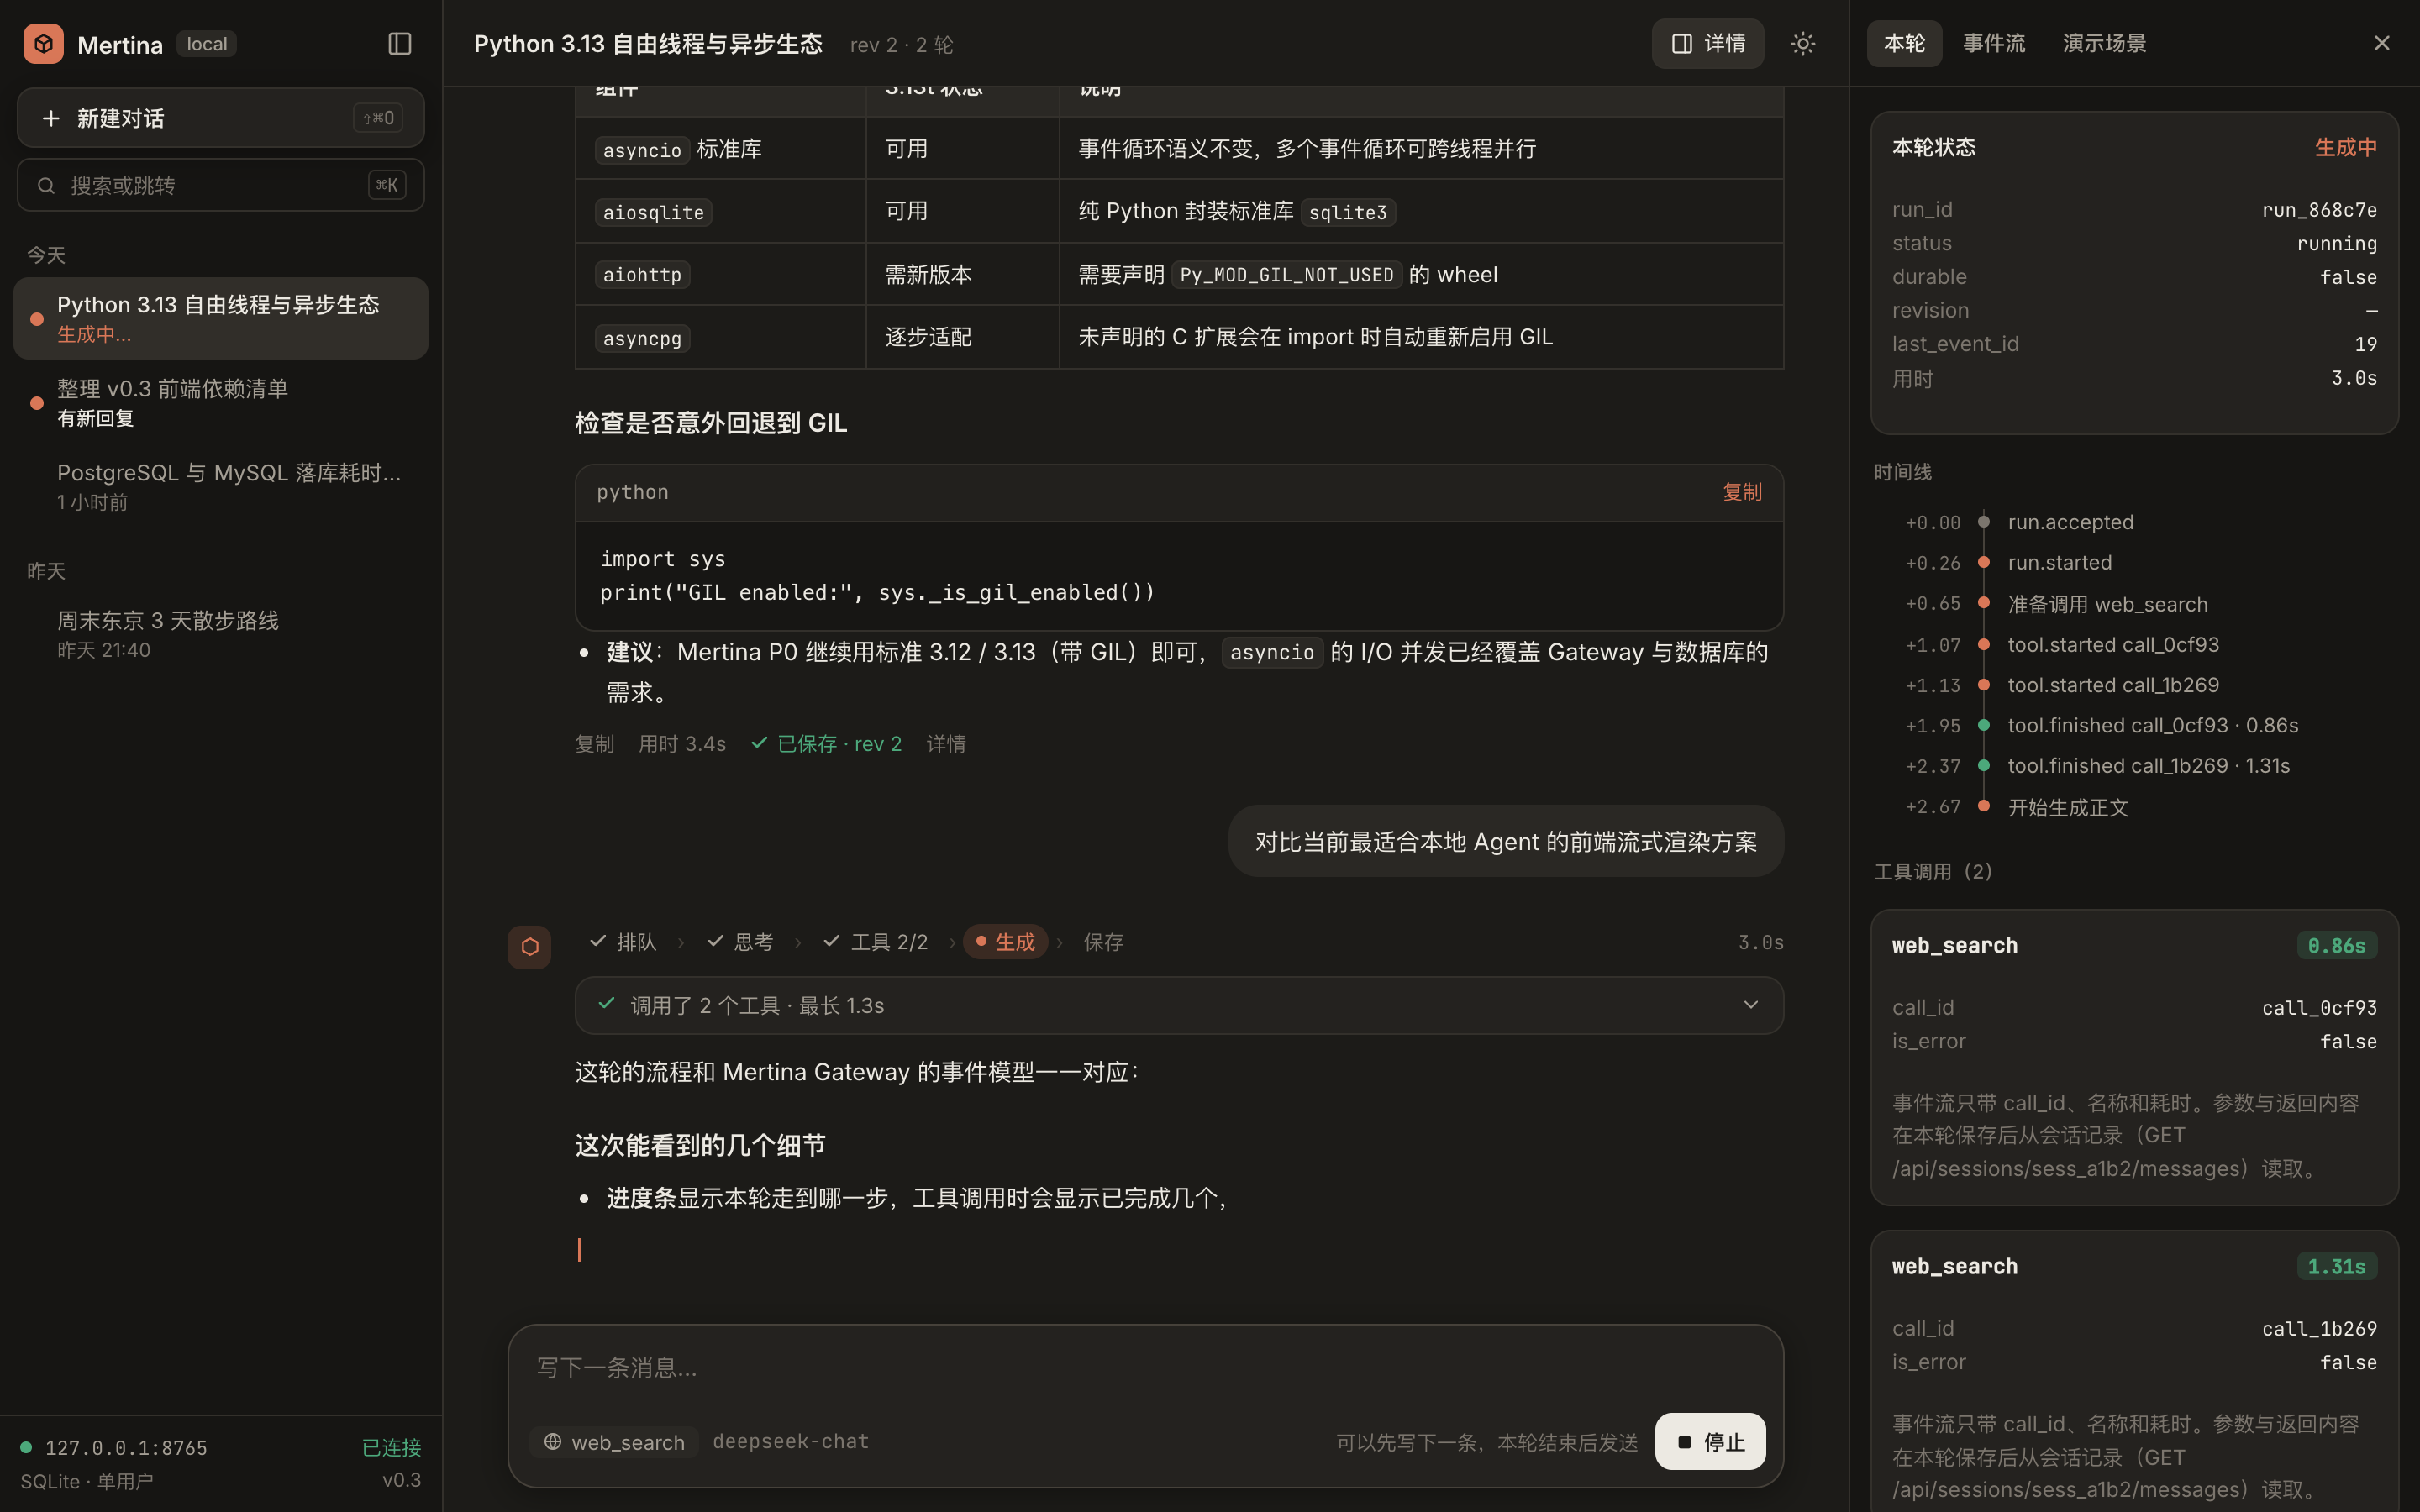 Mertina local
新建对话 ⇧⌘O
搜索或跳转 ⌘K
今天
Python 3.13 自由线程与异步生态
生成中…
整理 v0.3 前端依赖清单
有新回复
PostgreSQL 与 MySQL 落库耗时…
1 小时前
昨天
周末东京 3 天散步路线
昨天 21:40
127.0.0.1:8765 已连接
SQLite · 单用户 v0.3
Python 3.13 自由线程与异步生态 rev 2 · 2 轮 详情
组件 3.13t 状态 说明
asyncio 标准库 可用 事件循环语义不变，多个事件循环可跨线程并行
aiosqlite 可用 纯 Python 封装标准库 sqlite3
aiohttp 需新版本 需要声明 Py_MOD_GIL_NOT_USED 的 wheel
asyncpg 逐步适配 未声明的 C 扩展会在 import 时自动重新启用 GIL
检查是否意外回退到 GIL
python 复制
import sys
print("GIL enabled:", sys._is_gil_enabled())
• 建议：Mertina P0 继续用标准 3.12 / 3.13（带 GIL）即可，asyncio 的 I/O 并发已经覆盖 Gateway 与数据库的
需求。
复制 用时 3.4s 已保存 · rev 2 详情
对比当前最适合本地 Agent 的前端流式渲染方案
排队 › 思考 › 工具 2/2 › 生成 › 保存 3.0s
调用了 2 个工具 · 最长 1.3s
这轮的流程和 Mertina Gateway 的事件模型一一对应：
这次能看到的几个细节
• 进度条显示本轮走到哪一步，工具调用时会显示已完成几个，
写下一条消息…
web_search deepseek-chat 可以先写下一条，本轮结束后发送 停止
本轮 事件流 演示场景
本轮状态 生成中
run_id run_868c7e
status running
durable false
revision —
last_event_id 19
用时 3.0s
时间线
+0.00 run.accepted
+0.26 run.started
+0.65 准备调用 web_search
+1.07 tool.started call_0cf93
+1.13 tool.started call_1b269
+1.95 tool.finished call_0cf93 · 0.86s
+2.37 tool.finished call_1b269 · 1.31s
+2.67 开始生成正文
工具调用（2）
web_search 0.86s
call_id call_0cf93
is_error false
事件流只带 call_id、名称和耗时。参数与返回内容
在本轮保存后从会话记录（GET
/api/sessions/sess_a1b2/messages）读取。
web_search 1.31s
call_id call_1b269
is_error false
事件流只带 call_id、名称和耗时。参数与返回内容
在本轮保存后从会话记录（GET
/api/sessions/sess_a1b2/messages）读取。